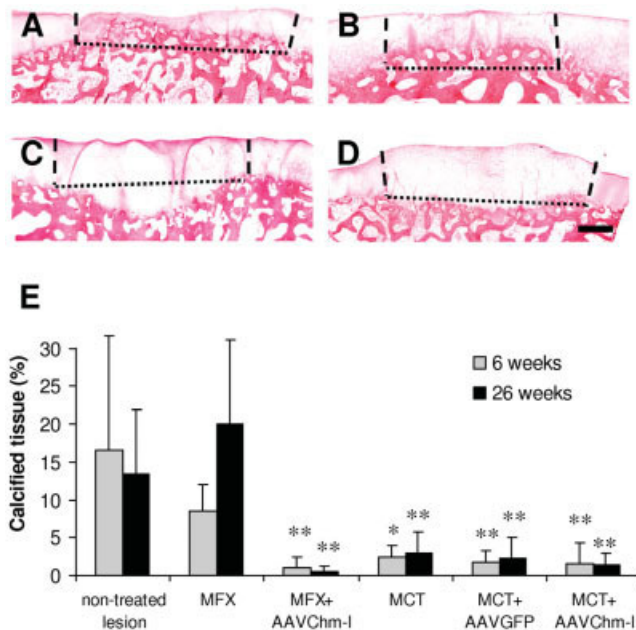 A
B
C
D
E
Calcified tissue (%)
30
25
20
15
10
5
0
6 weeks
26 weeks
** ** * ** ** ** ** **
non-treated lesion
MFX
MFX+ AAVChm-I
MCT
MCT+ AAVGFP
MCT+ AAVChm-I